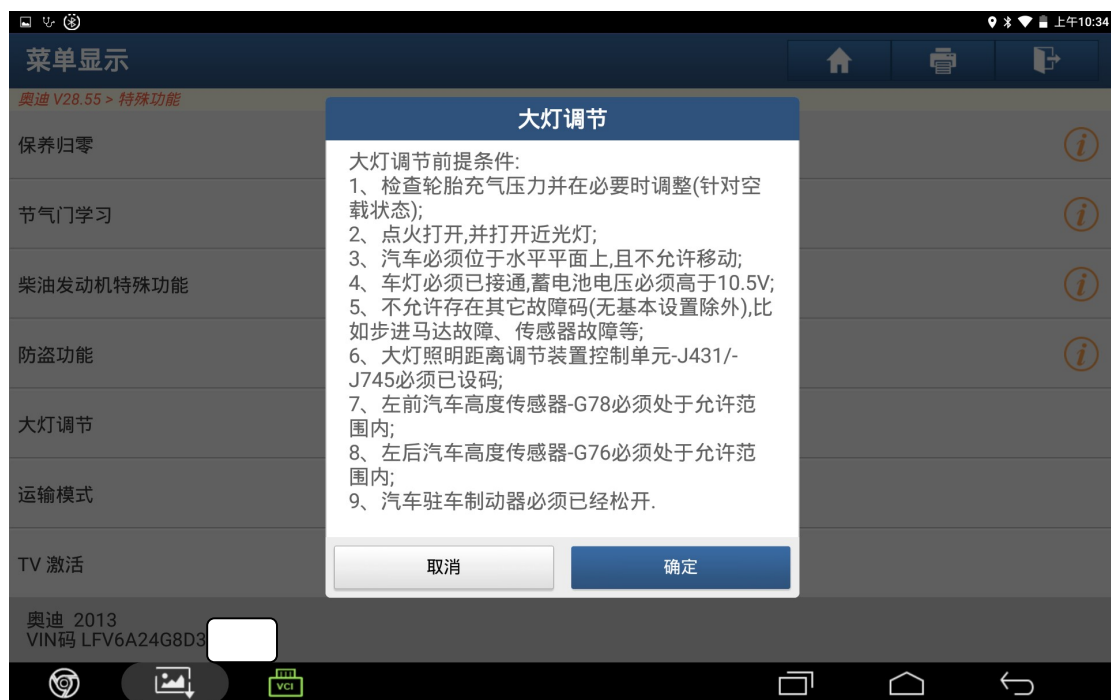 上午10:34
菜单显示
奥迪 V28.55 > 特殊功能
保养归零
节气门学习
柴油发动机特殊功能
防盗功能
大灯调节
运输模式
TV 激活
大灯调节
大灯调节前提条件:
1、检查轮胎充气压力并在必要时调整(针对空
载状态);
2、点火打开,并打开近光灯;
3、汽车必须位于水平平面上,且不允许移动;
4、车灯必须已接通,蓄电池电压必须高于10.5V;
5、不允许存在其它故障码(无基本设置除外),比
如步进马达故障、传感器故障等;
6、大灯照明距离调节装置控制单元-J431/-
J745必须已设码;
7、左前汽车高度传感器-G78必须处于允许范
围内;
8、左后汽车高度传感器-G76必须处于允许范
围内;
9、汽车驻车制动器必须已经松开.
取消
确定
奥迪 2013
VIN码 LFV6A24G8D3
VCI